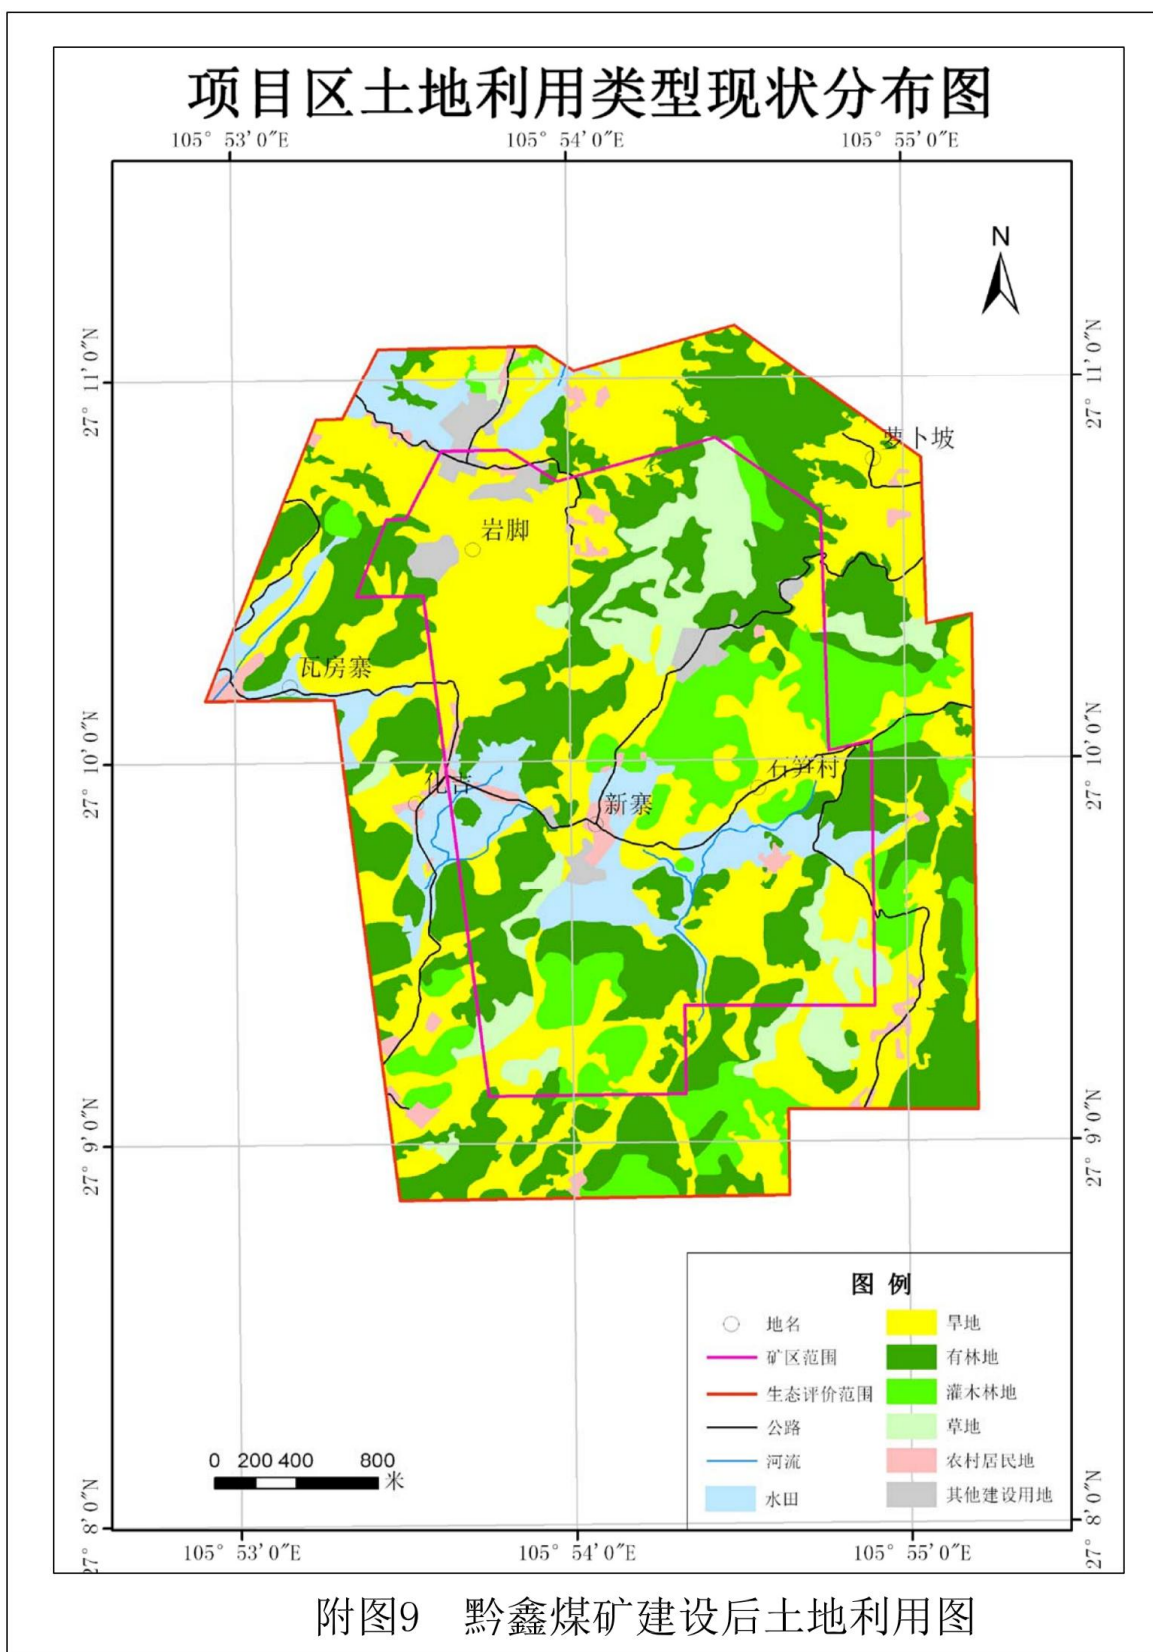 项目区土地利用类型现状分布图
105° 53′0″E 105° 54′0″E 105° 55′0″E
N
27° 11′0″N
27° 11′0″N
萝卜坡
岩脚
瓦房寨
27° 10′0″N
27° 10′0″N
石笋村
化吉
新寨
27° 9′0″N
27° 9′0″N
图 例
地名 旱地
矿区范围 有林地
生态评价范围 灌木林地
公路 草地
河流 农村居民地
水田 其他建设用地
0 200 400 800
米
27° 8′0″N
27° 8′0″N
105° 53′0″E 105° 54′0″E 105° 55′0″E
附图9 黔鑫煤矿建设后土地利用图